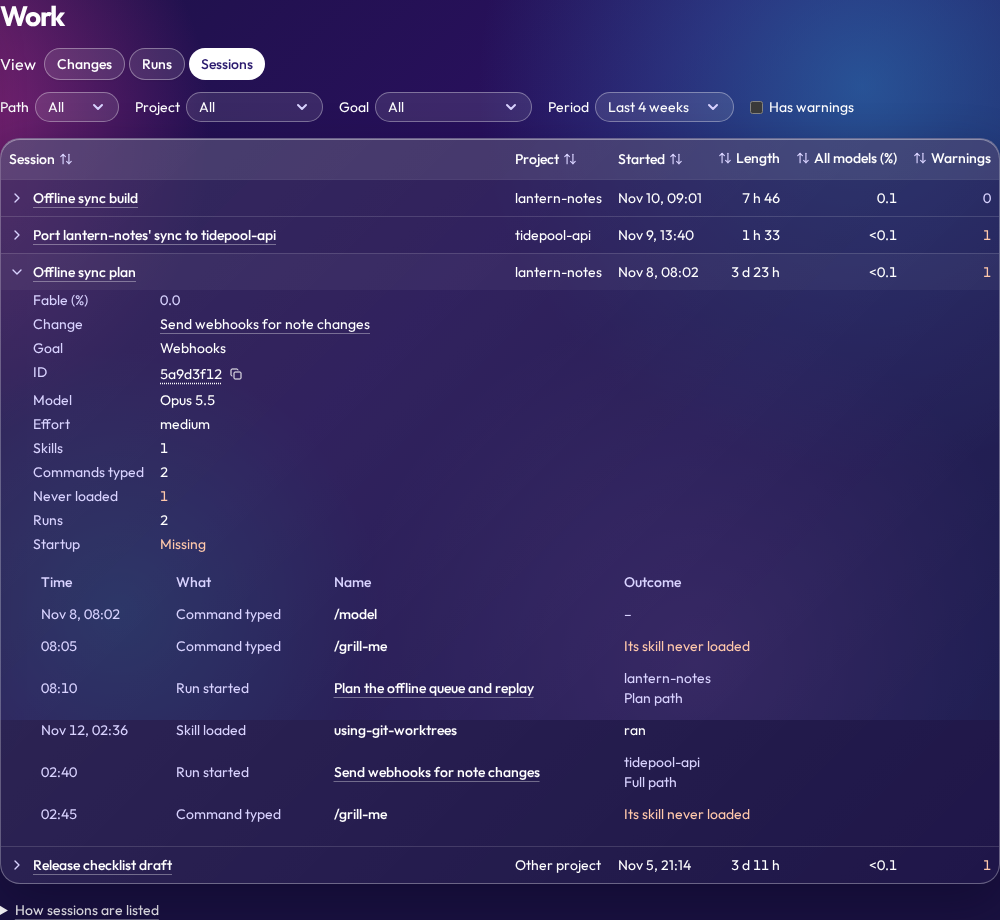 Work
View Changes Runs Sessions
Path All Project All Goal All Period Last 4 weeks Has warnings
Session Project Started Length All models (%) Warnings
Offline sync build lantern-notes Nov 10, 09:01 7 h 46 0.1 0
Port lantern-notes' sync to tidepool-api tidepool-api Nov 9, 13:40 1 h 33 <0.1 1
Offline sync plan lantern-notes Nov 8, 08:02 3 d 23 h <0.1 1
Fable (%) 0.0
Change Send webhooks for note changes
Goal Webhooks
ID 5a9d3f12
Model Opus 5.5
Effort medium
Skills 1
Commands typed 2
Never loaded 1
Runs 2
Startup Missing
Time What Name Outcome
Nov 8, 08:02 Command typed /model –
08:05 Command typed /grill-me Its skill never loaded
08:10 Run started Plan the offline queue and replay lantern-notes
Plan path
Nov 12, 02:36 Skill loaded using-git-worktrees ran
02:40 Run started Send webhooks for note changes tidepool-api
Full path
02:45 Command typed /grill-me Its skill never loaded
Release checklist draft Other project Nov 5, 21:14 3 d 11 h <0.1 1
How sessions are listed